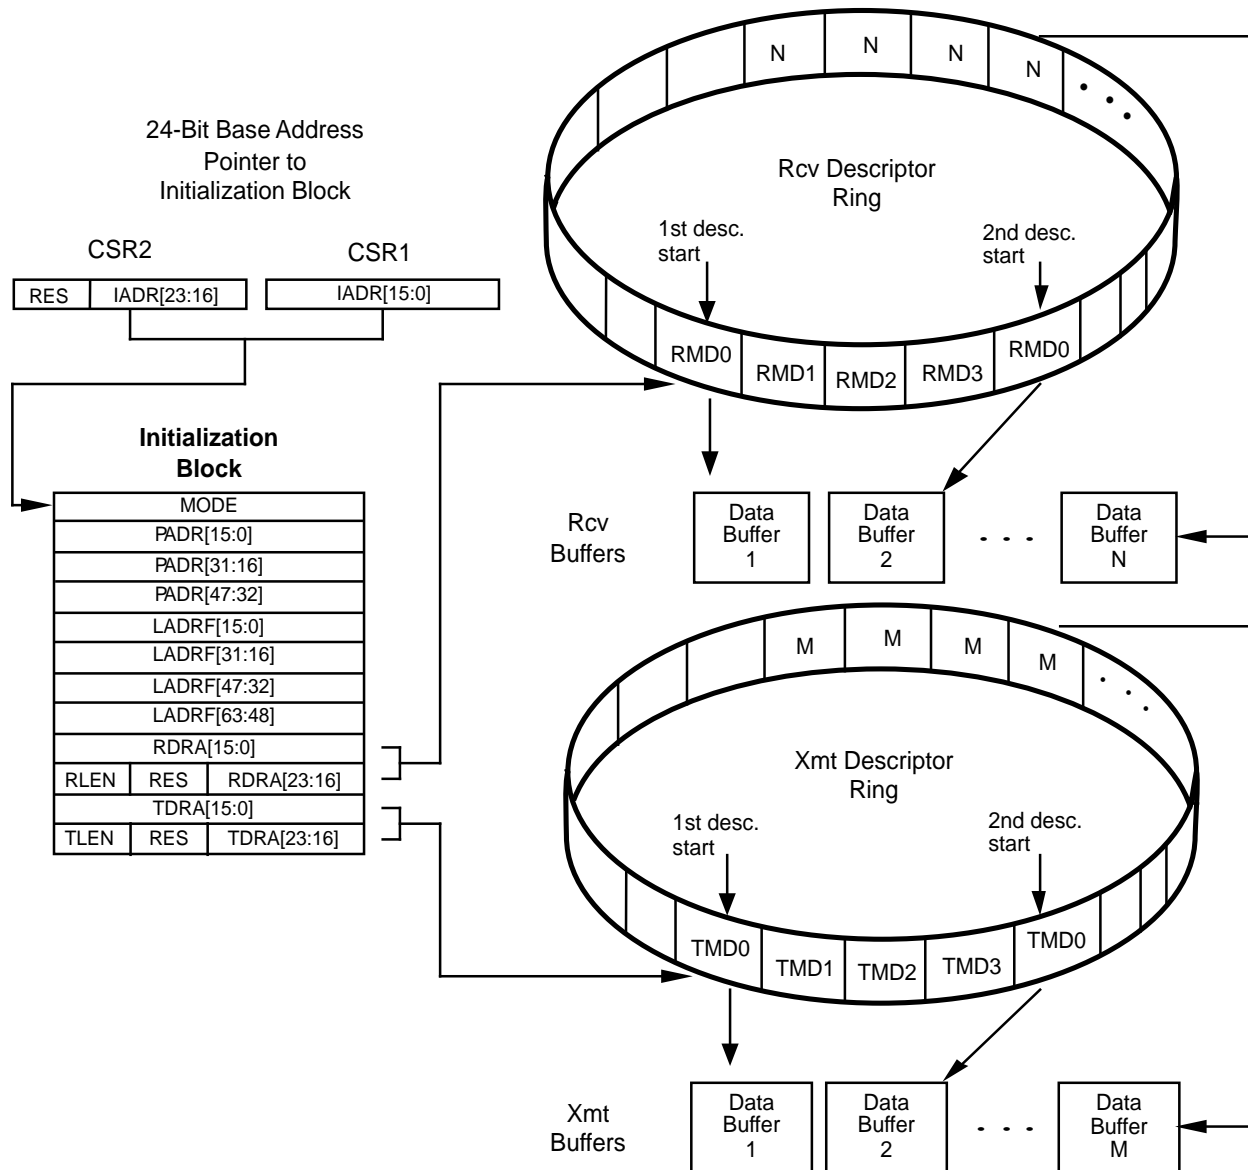 24-Bit Base Address
Pointer to
Initialization Block
CSR2
CSR1
RES
IADR[23:16]
IADR[15:0]
Initialization
Block
MODE
PADR[15:0]
PADR[31:16]
PADR[47:32]
LADRF[15:0]
LADRF[31:16]
LADRF[47:32]
LADRF[63:48]
RDRA[15:0]
RLEN RES RDRA[23:16]
TDRA[15:0]
TLEN RES TDRA[23:16]
N N N N • • •
Rcv Descriptor
Ring
1st desc.
start
2nd desc.
start
RMD0 RMD1 RMD2 RMD3 RMD0
Rcv
Buffers
Data
Buffer
1
Data
Buffer
2
. . .
Data
Buffer
N
M M M M . . .
Xmt Descriptor
Ring
1st desc.
start
2nd desc.
start
TMD0 TMD1 TMD2 TMD3 TMD0
Xmt
Buffers
Data
Buffer
1
Data
Buffer
2
. . .
Data
Buffer
M